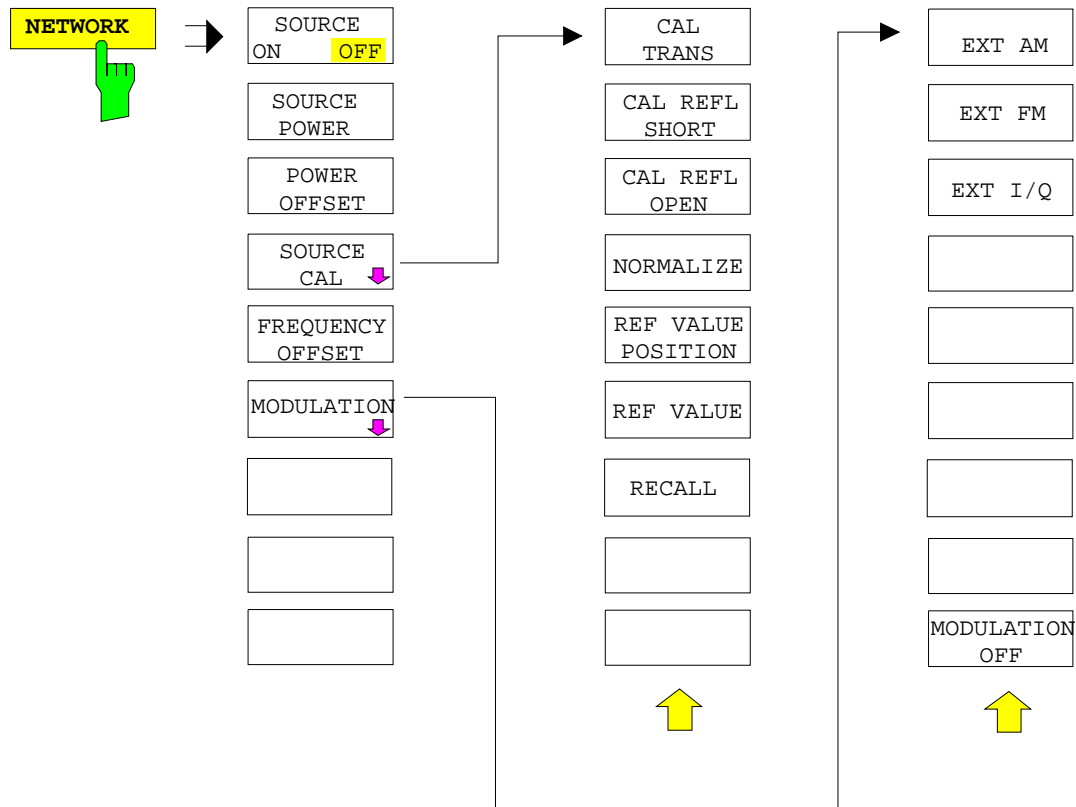 NETWORK
SOURCE
ON OFF
SOURCE
POWER
POWER
OFFSET
SOURCE
CAL
FREQUENCY
OFFSET
MODULATION
CAL
TRANS
CAL REFL
SHORT
CAL REFL
OPEN
NORMALIZE
REF VALUE
POSITION
REF VALUE
RECALL
EXT AM
EXT FM
EXT I/Q
MODULATION
OFF